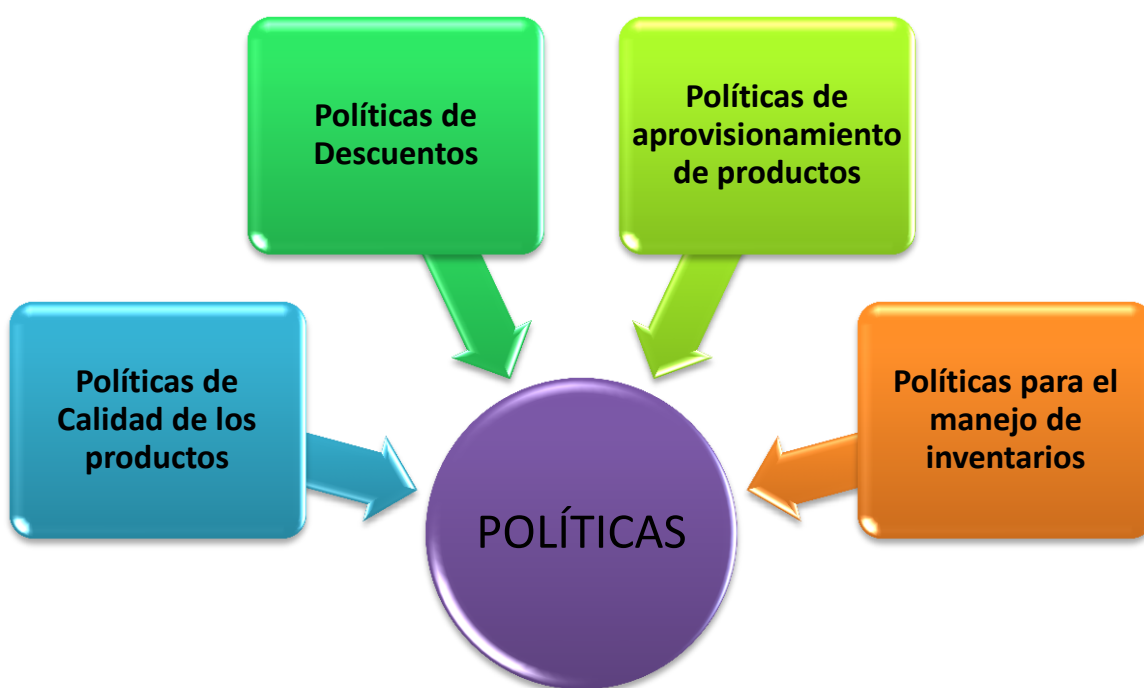 Políticas de
Descuentos
Políticas de
aprovisionamiento
de productos
Políticas de
Calidad de los
productos
Políticas para el
manejo de
inventarios
POLÍTICAS